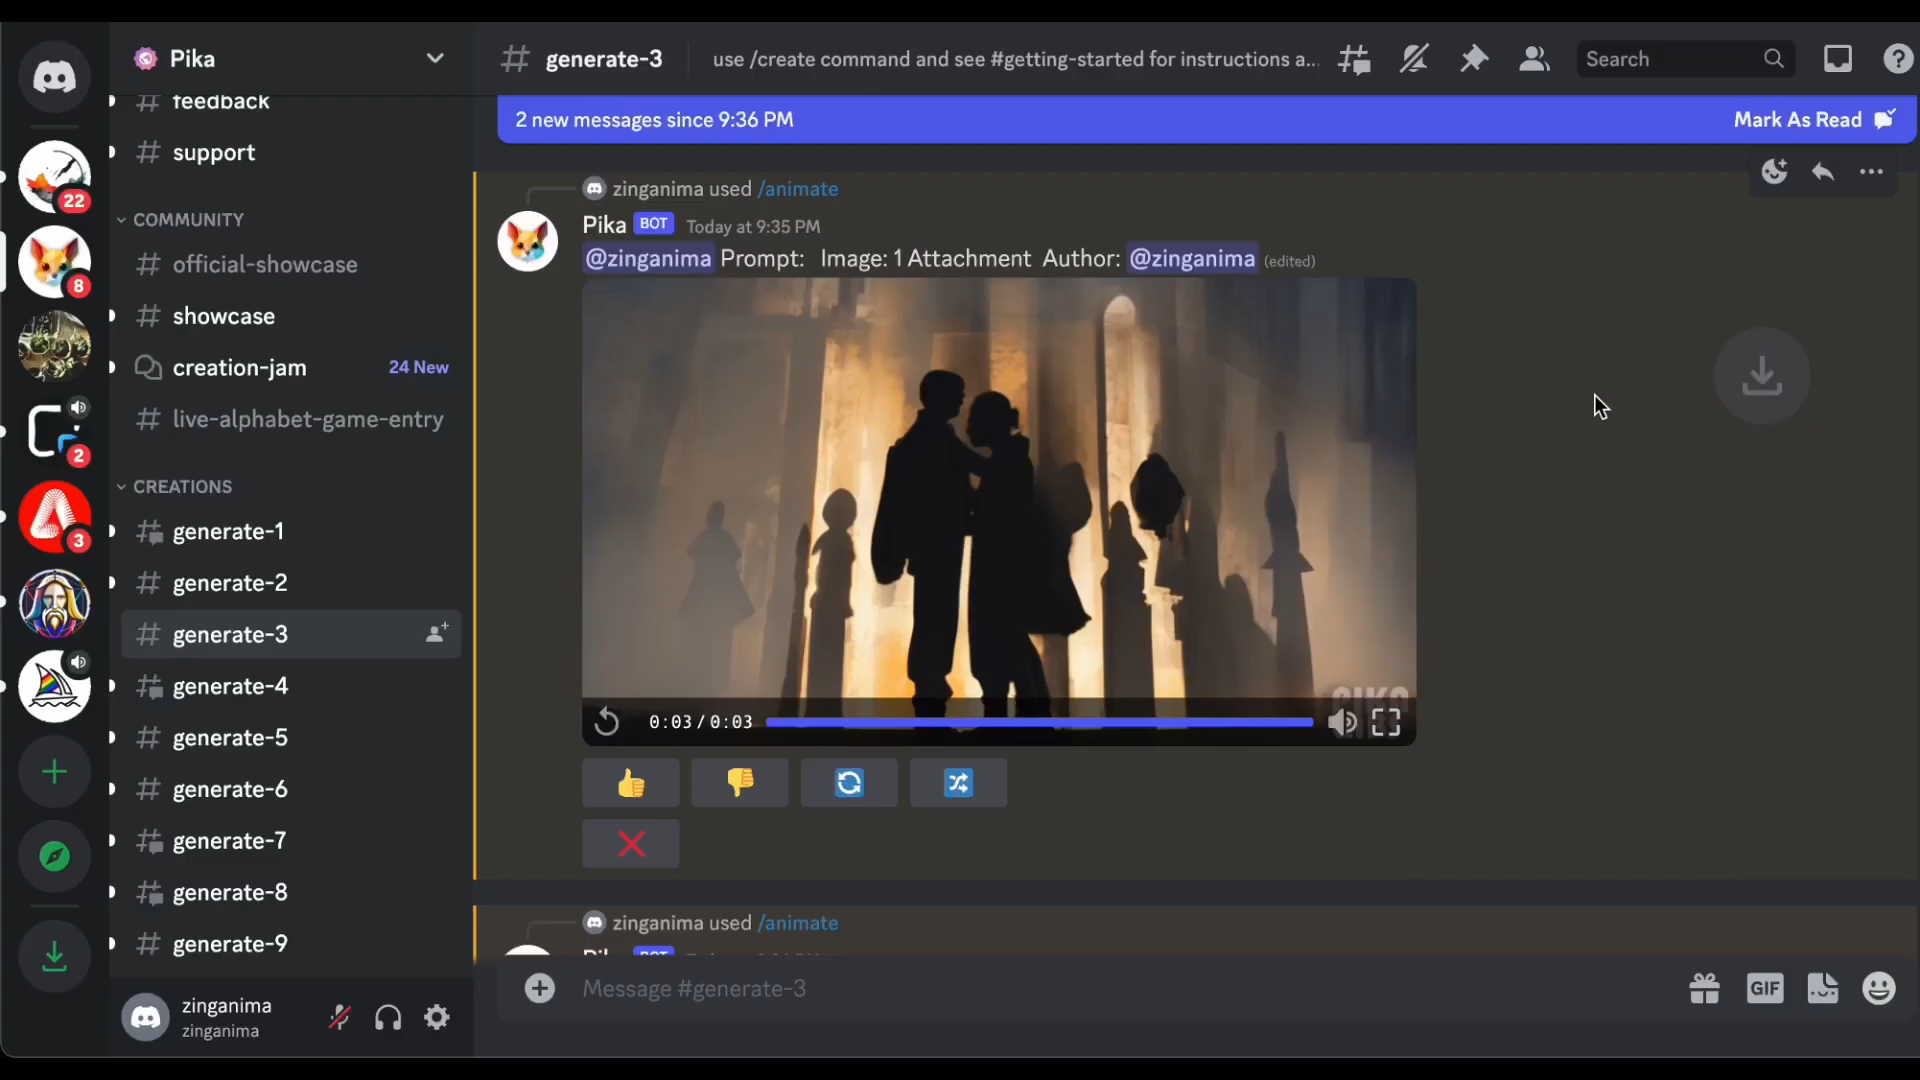 Pika
feedback
support
COMMUNITY
official-showcase
showcase
creation-jam 24 New
live-alphabet-game-entry
CREATIONS
generate-1
generate-2
generate-3
generate-4
generate-5
generate-6
generate-7
generate-8
generate-9
zinganima
zinganima
22
8
2
3
generate-3 use /create command and see #getting-started for instructions a... Search
2 new messages since 9:36 PM Mark As Read
zinganima used /animate
Pika BOT Today at 9:35 PM
@zinganima Prompt: Image: 1 Attachment Author: @zinganima (edited)
PIKA
0:03 / 0:03
zinganima used /animate
Message #generate-3
GIF